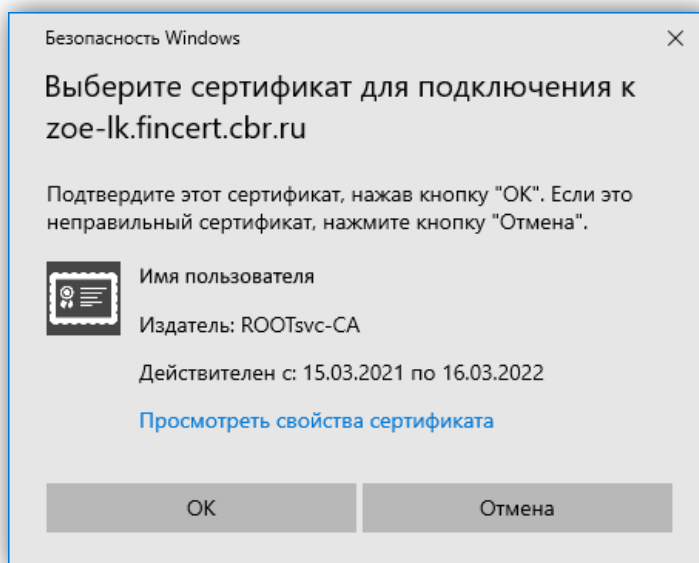 Безопасность Windows
Выберите сертификат для подключения к
zoe-lk.fincert.cbr.ru
Подтвердите этот сертификат, нажав кнопку "ОК". Если это
неправильный сертификат, нажмите кнопку "Отмена".
Имя пользователя
Издатель: ROOTsvc-CA
Действителен с: 15.03.2021 по 16.03.2022
Просмотреть свойства сертификата
ОК
Отмена